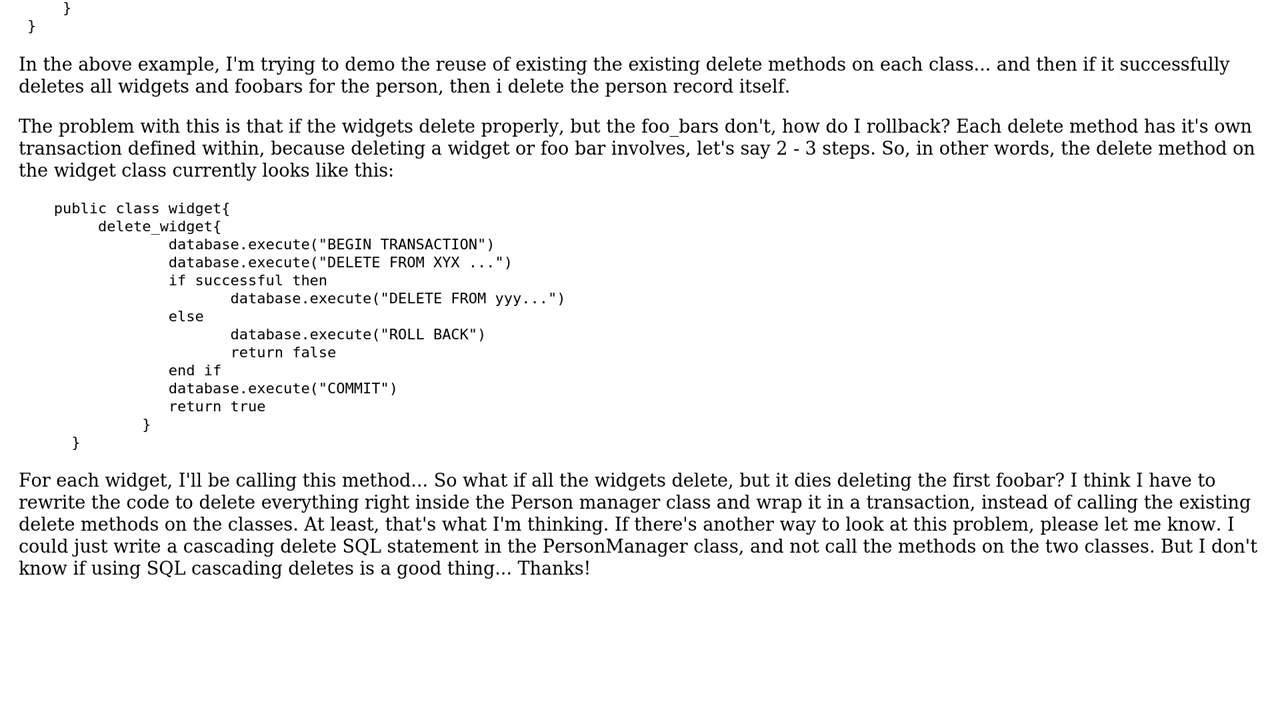 }
}
In the above example, I'm trying to demo the reuse of existing the existing delete methods on each class... and then if it successfully
deletes all widgets and foobars for the person, then i delete the person record itself.
The problem with this is that if the widgets delete properly, but the foo_bars don't, how do I rollback? Each delete method has it's own
transaction defined within, because deleting a widget or foo bar involves, let's say 2 - 3 steps. So, in other words, the delete method on
the widget class currently looks like this:
public class widget{
delete_widget{
database.execute("BEGIN TRANSACTION")
database.execute("DELETE FROM XYX ...")
if successful then
database.execute("DELETE FROM yyy...")
else
database.execute("ROLL BACK")
return false
end if
database.execute("COMMIT")
return true
}
}
For each widget, I'll be calling this method... So what if all the widgets delete, but it dies deleting the first foobar? I think I have to
rewrite the code to delete everything right inside the Person manager class and wrap it in a transaction, instead of calling the existing
delete methods on the classes. At least, that's what I'm thinking. If there's another way to look at this problem, please let me know. I
could just write a cascading delete SQL statement in the PersonManager class, and not call the methods on the two classes. But I don't
know if using SQL cascading deletes is a good thing... Thanks!